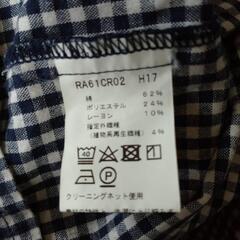 RA61CR02 H17
綿 62%
ポリエステル 24%
レーヨン 10%
指定外繊維
(植物系再生繊維) 4%
40
クリーニングネット使用